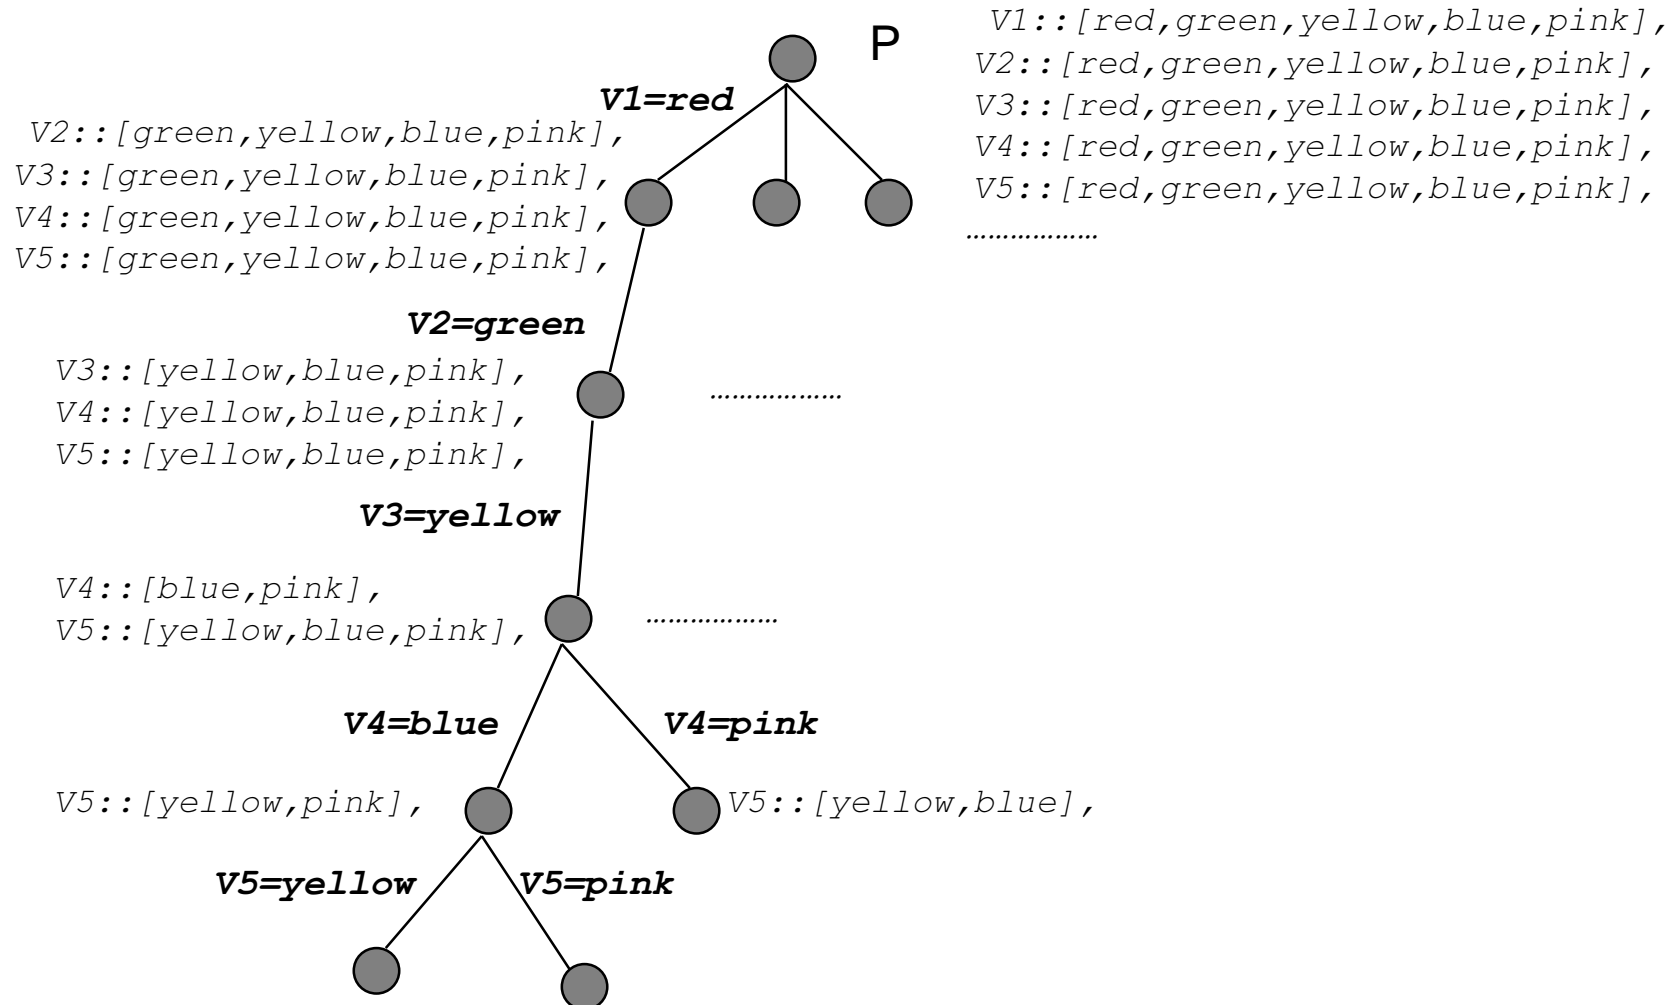 P
V1::[red,green,yellow,blue,pink],
V2::[red,green,yellow,blue,pink],
V3::[red,green,yellow,blue,pink],
V4::[red,green,yellow,blue,pink],
V5::[red,green,yellow,blue,pink],
………………
V1=red
V2::[green,yellow,blue,pink],
V3::[green,yellow,blue,pink],
V4::[green,yellow,blue,pink],
V5::[green,yellow,blue,pink],
V2=green
V3::[yellow,blue,pink],
V4::[yellow,blue,pink],
V5::[yellow,blue,pink],
………………
V3=yellow
V4::[blue,pink],
V5::[yellow,blue,pink],
………………
V4=blue
V4=pink
V5::[yellow,pink],
V5::[yellow,blue],
V5=yellow
V5=pink